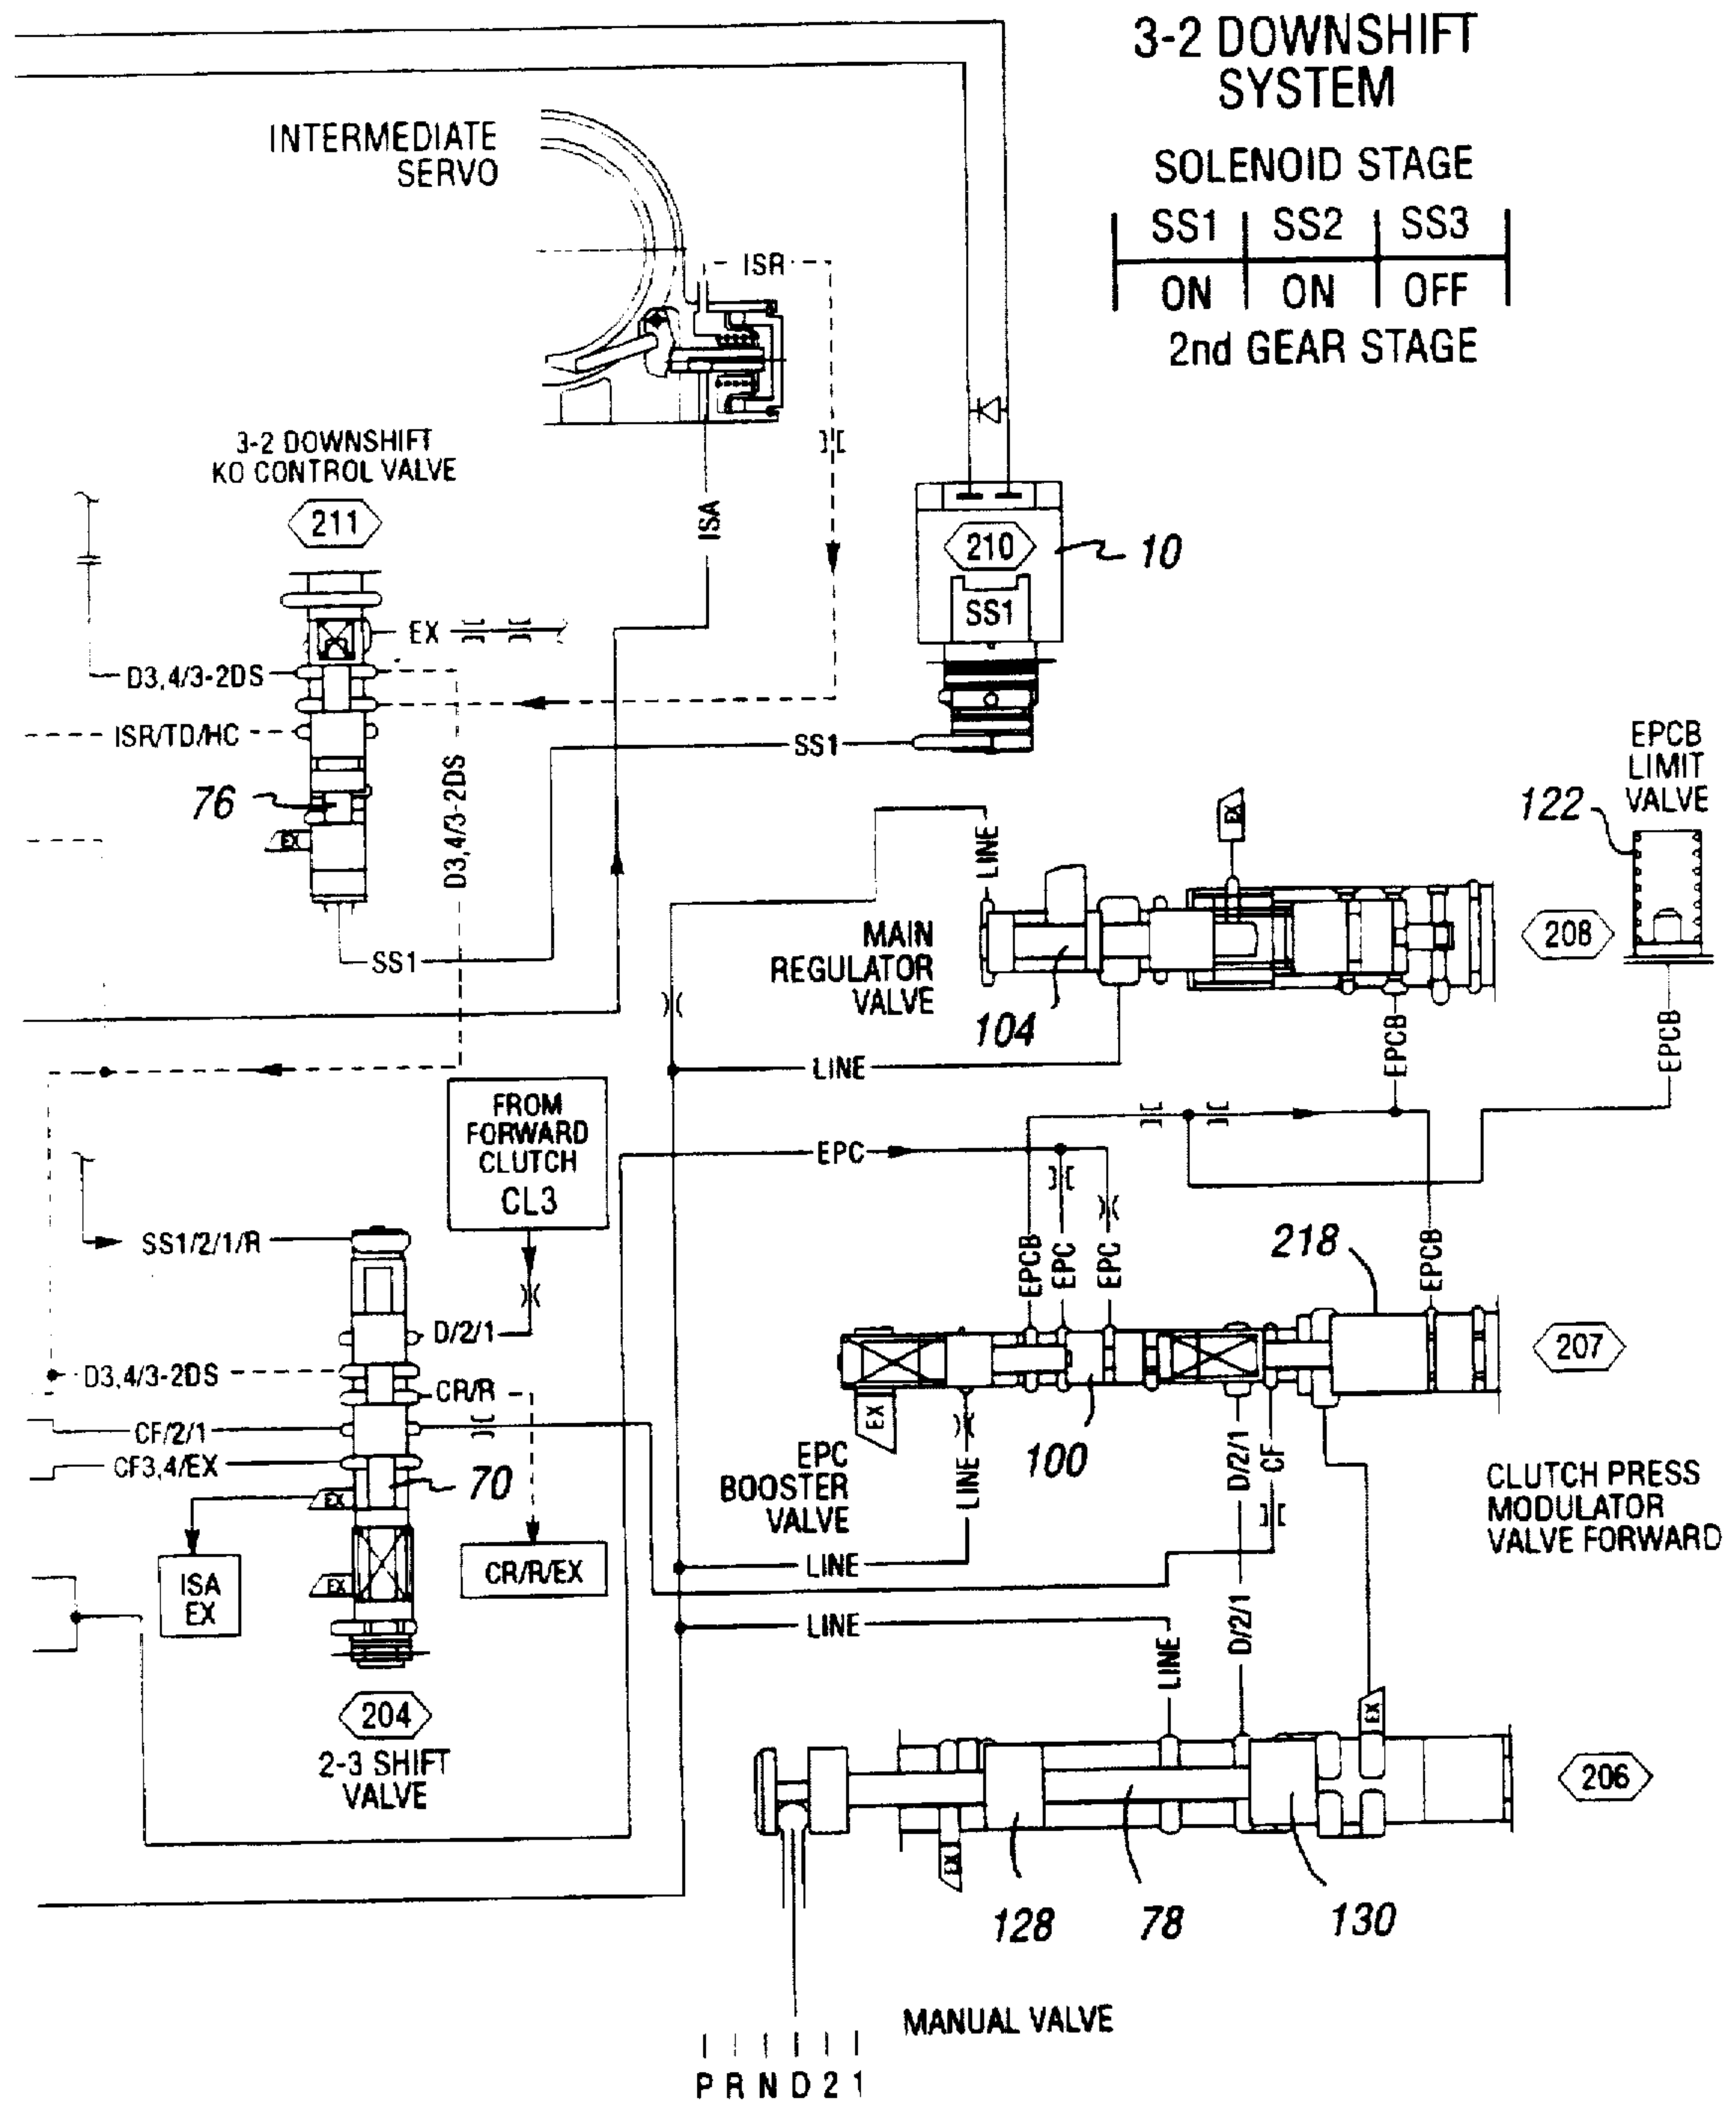 3-2 DOWNSHIFT
SYSTEM
SOLENOID STAGE
SS1 SS2 SS3
ON ON OFF
2nd GEAR STAGE
INTERMEDIATE
SERVO
ISR
3-2 DOWNSHIFT
KO CONTROL VALVE
211
ISA
210
10
SS1
EX
D3,4/3-2DS
ISR/TD/HC
SS1
76
EX
D3,4/3-2DS
SS1
EPCB
LIMIT
VALVE
122
EX
LINE
MAIN
REGULATOR
VALVE
104
208
LINE
EPCB
EPCB
FROM
FORWARD
CLUTCH
CL3
EPC
SS1/2/1/R
D/2/1
EPCB
EPC
EPC
218
EPCB
207
D3,4/3-2DS
CR/R
CF/2/1
CF3,4/EX
70
EX
EX
EX
ISA
EX
CR/R/EX
EPC
BOOSTER
VALVE
100
LINE
D/2/1
CF
CLUTCH PRESS
MODULATOR
VALVE FORWARD
LINE
LINE
LINE
D/2/1
EX
204
2-3 SHIFT
VALVE
206
EX
128
78
130
MANUAL VALVE
P R N D 2 1